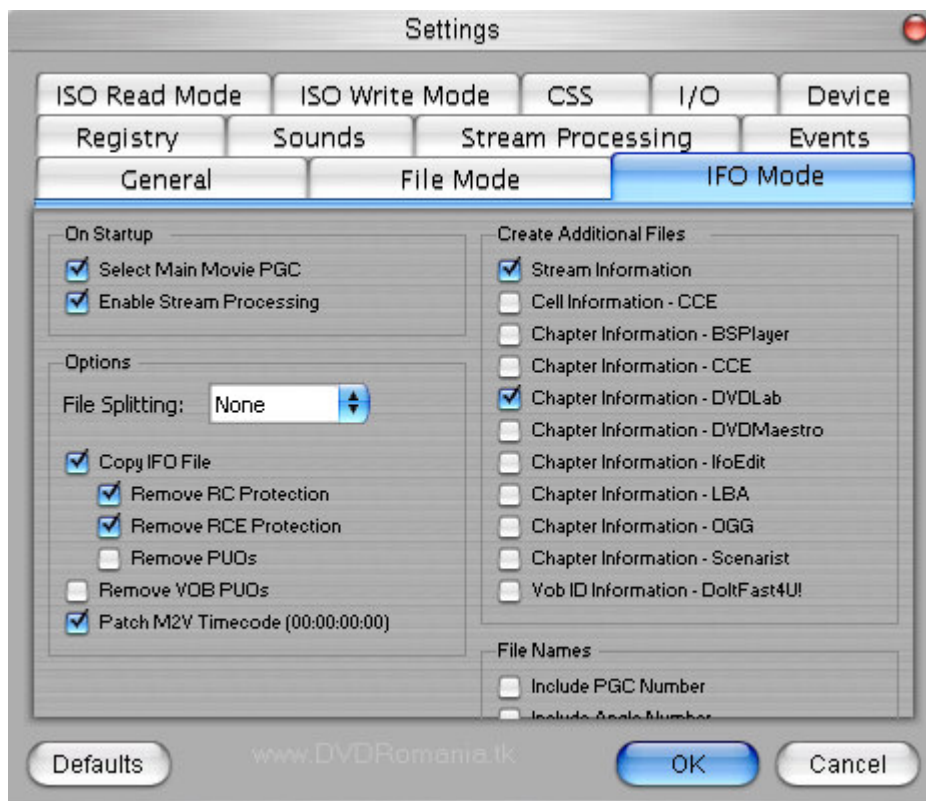 Settings
ISO Read Mode
ISO Write Mode
CSS
I/O
Device
Registry
Sounds
Stream Processing
Events
General
File Mode
IFO Mode
On Startup
Select Main Movie PGC
Enable Stream Processing
Options
File Splitting: None
Copy IFO File
Remove RC Protection
Remove RCE Protection
Remove PUOs
Remove VOB PUOs
Patch M2V Timecode (00:00:00:00)
Create Additional Files
Stream Information
Cell Information - CCE
Chapter Information - BSPlayer
Chapter Information - CCE
Chapter Information - DVDLab
Chapter Information - DVDMaestro
Chapter Information - IfoEdit
Chapter Information - LBA
Chapter Information - OGG
Chapter Information - Scenarist
Vob ID Information - DoItFast4U!
File Names
Include PGC Number
Include Angle Number
Defaults
www.DVDRomania.tk
OK
Cancel